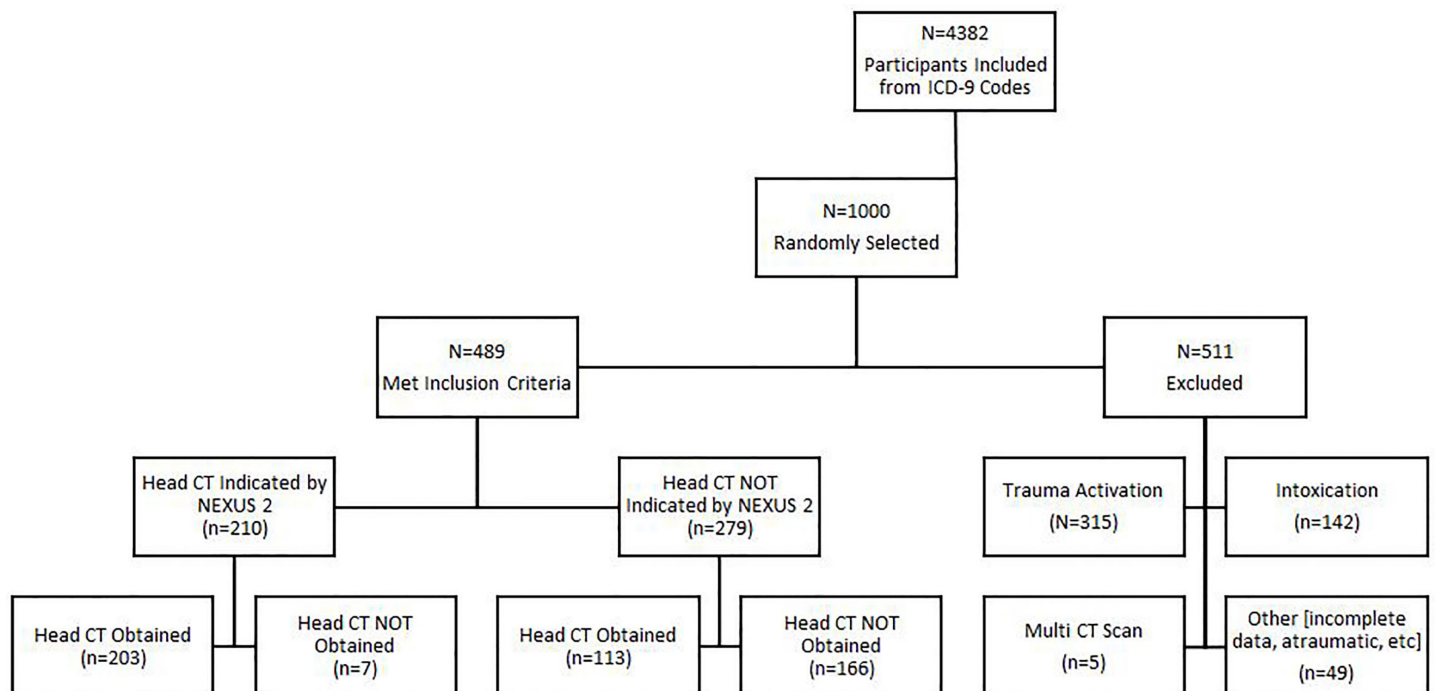 N=4382
Participants Included
from ICD-9 Codes
N=1000
Randomly Selected
N=489
Met Inclusion Criteria
N=511
Excluded
Head CT Indicated by
NEXUS 2
(n=210)
Head CT NOT
Indicated by NEXUS 2
(n=279)
Trauma Activation
(N=315)
Intoxication
(n=142)
Head CT Obtained
(n=203)
Head CT NOT
Obtained
(n=7)
Head CT Obtained
(n=113)
Head CT NOT
Obtained
(n=166)
Multi CT Scan
(n=5)
Other [incomplete
data, atraumatic, etc]
(n=49)